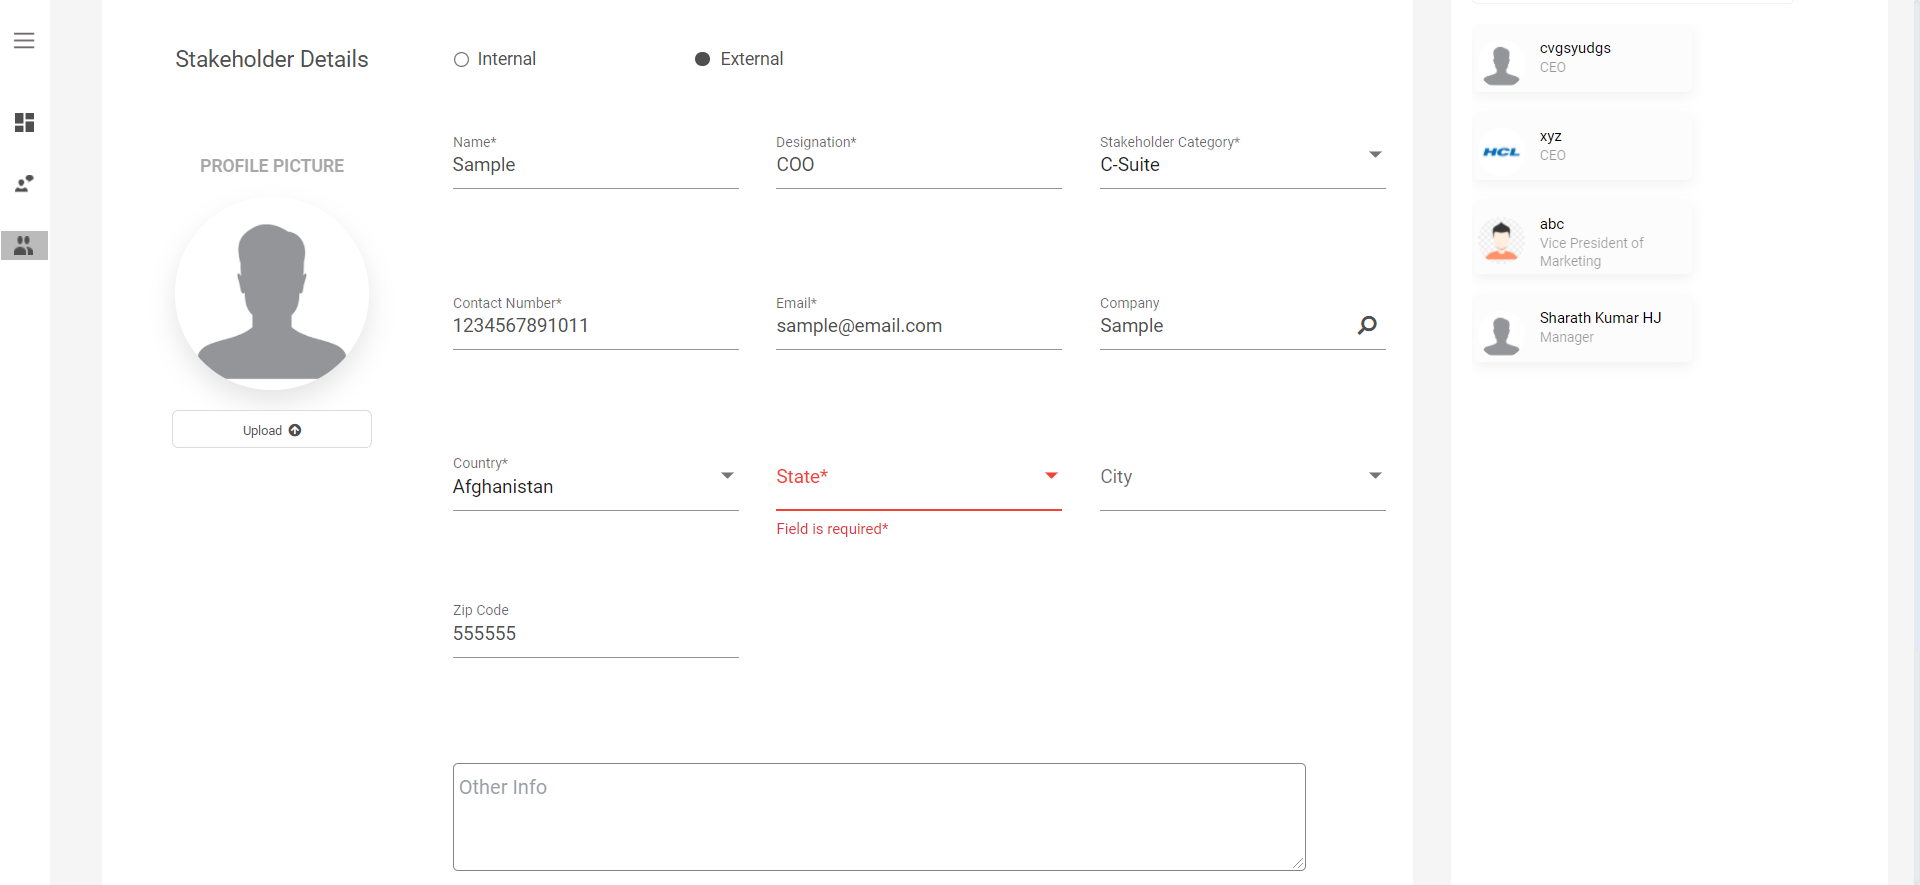 Stakeholder Details
Internal
External
PROFILE PICTURE
Upload
Name*
Sample
Designation*
COO
Stakeholder Category*
C-Suite
Contact Number*
1234567891011
Email*
sample@email.com
Company
Sample
Country*
Afghanistan
State*
Field is required*
City
Zip Code
555555
Other Info
cvgsyudgs
CEO
HCL
xyz
CEO
abc
Vice President of
Marketing
Sharath Kumar HJ
Manager